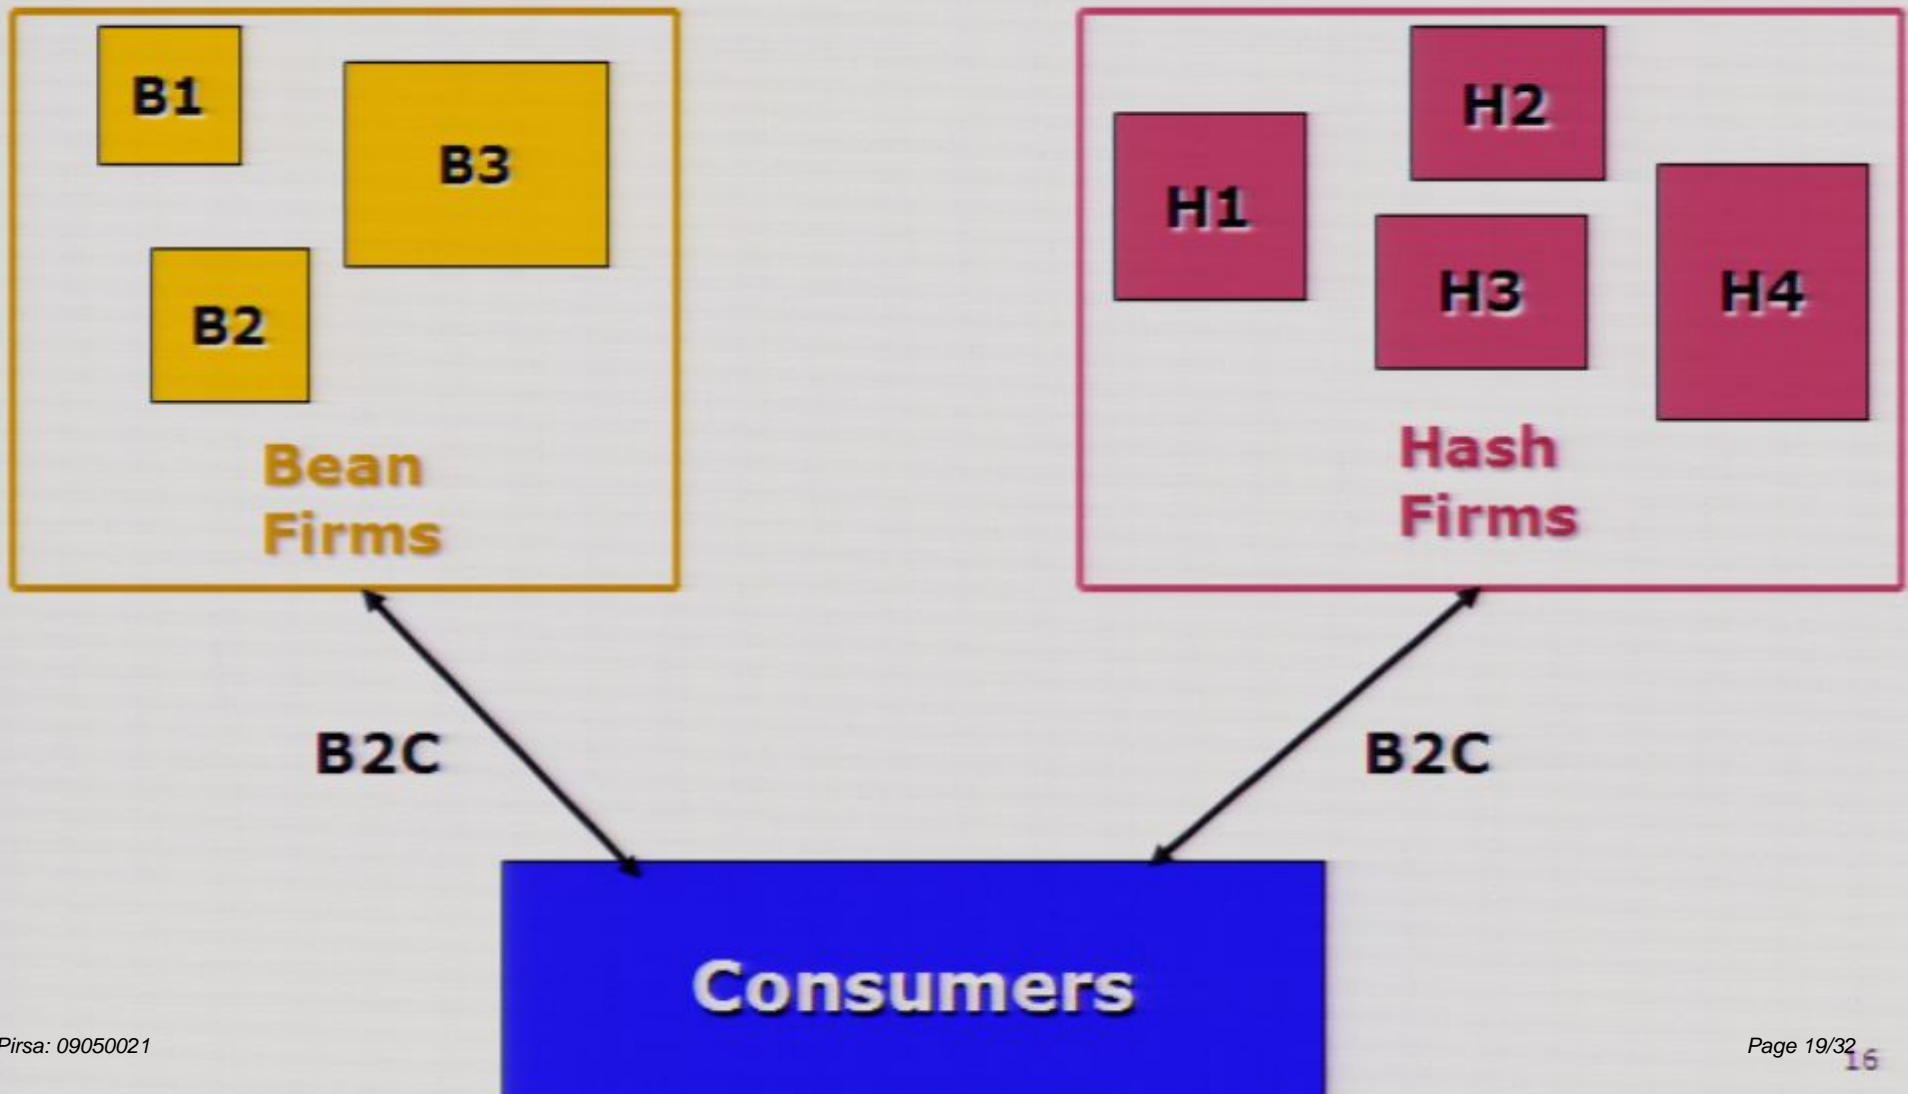 B1
B3
B2
Bean
Firms
H2
H1
H3
H4
Hash
Firms
B2C
B2C
Consumers
Pirsa: 09050021
Page 19/32
16